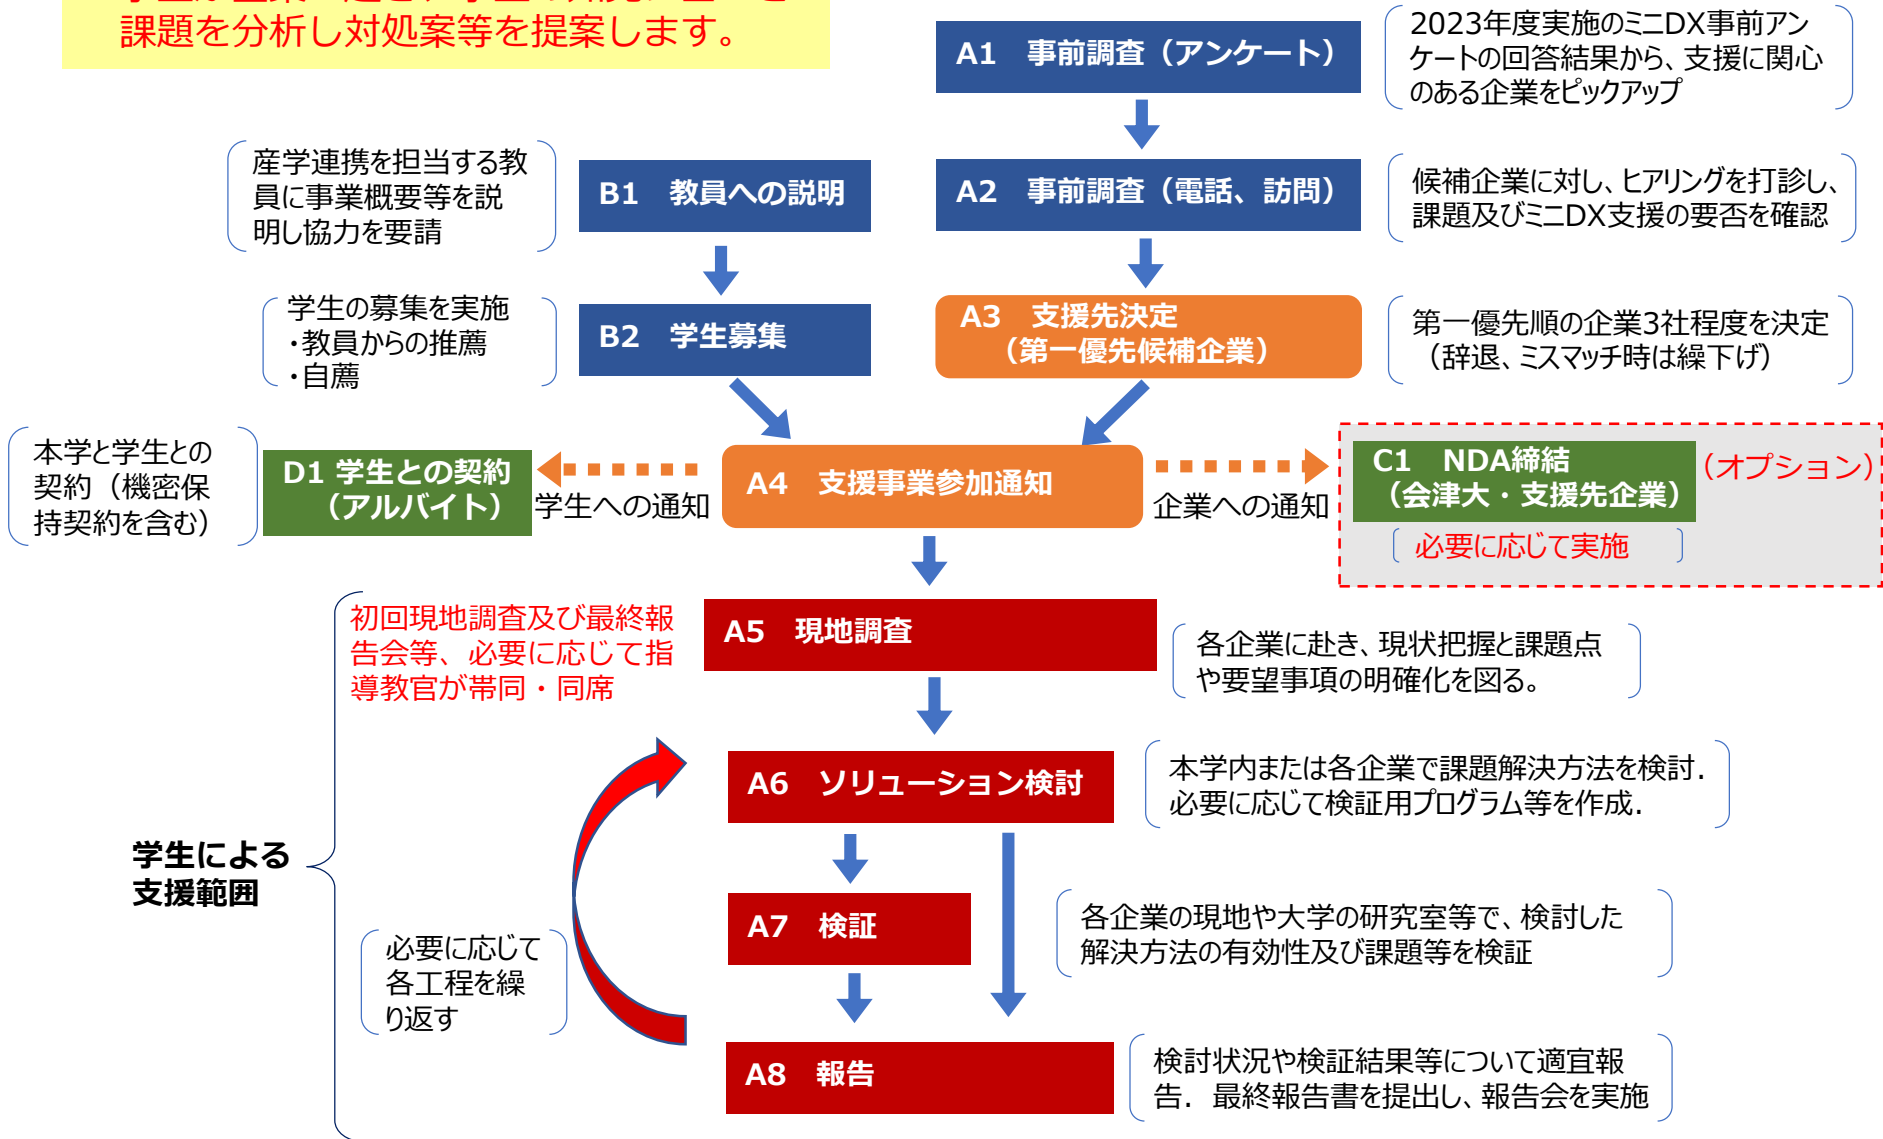 課題を分析し対処案等を提案します。
A1　事前調査（アンケート）
2023年度実施のミニDX事前アン
ケートの回答結果から、支援に関心
のある企業をピックアップ
産学連携を担当する教
員に事業概要等を説
明し協力を要請
B1　教員への説明
A2　事前調査（電話、訪問）
候補企業に対し、ヒアリングを打診し、
課題及びミニDX支援の要否を確認
学生の募集を実施
・教員からの推薦
・自薦
B2　学生募集
A3　支援先決定
（第一優先候補企業）
第一優先順の企業3社程度を決定
（辞退、ミスマッチ時は繰下げ）
本学と学生との
契約（機密保
持契約を含む）
D1 学生との契約
（アルバイト）
学生への通知
A4　支援事業参加通知
企業への通知
C1　NDA締結
（会津大・支援先企業）
（オプション）
必要に応じて実施
初回現地調査及び最終報
告会等、必要に応じて指
導教官が帯同・同席
A5　現地調査
各企業に赴き、現状把握と課題点
や要望事項の明確化を図る。
A6　ソリューション検討
本学内または各企業で課題解決方法を検討．
必要に応じて検証用プログラム等を作成．
学生による
支援範囲
A7　検証
各企業の現地や大学の研究室等で、検討した
解決方法の有効性及び課題等を検証
必要に応じて
各工程を繰
り返す
A8　報告
検討状況や検証結果等について適宜報
告．最終報告書を提出し、報告会を実施